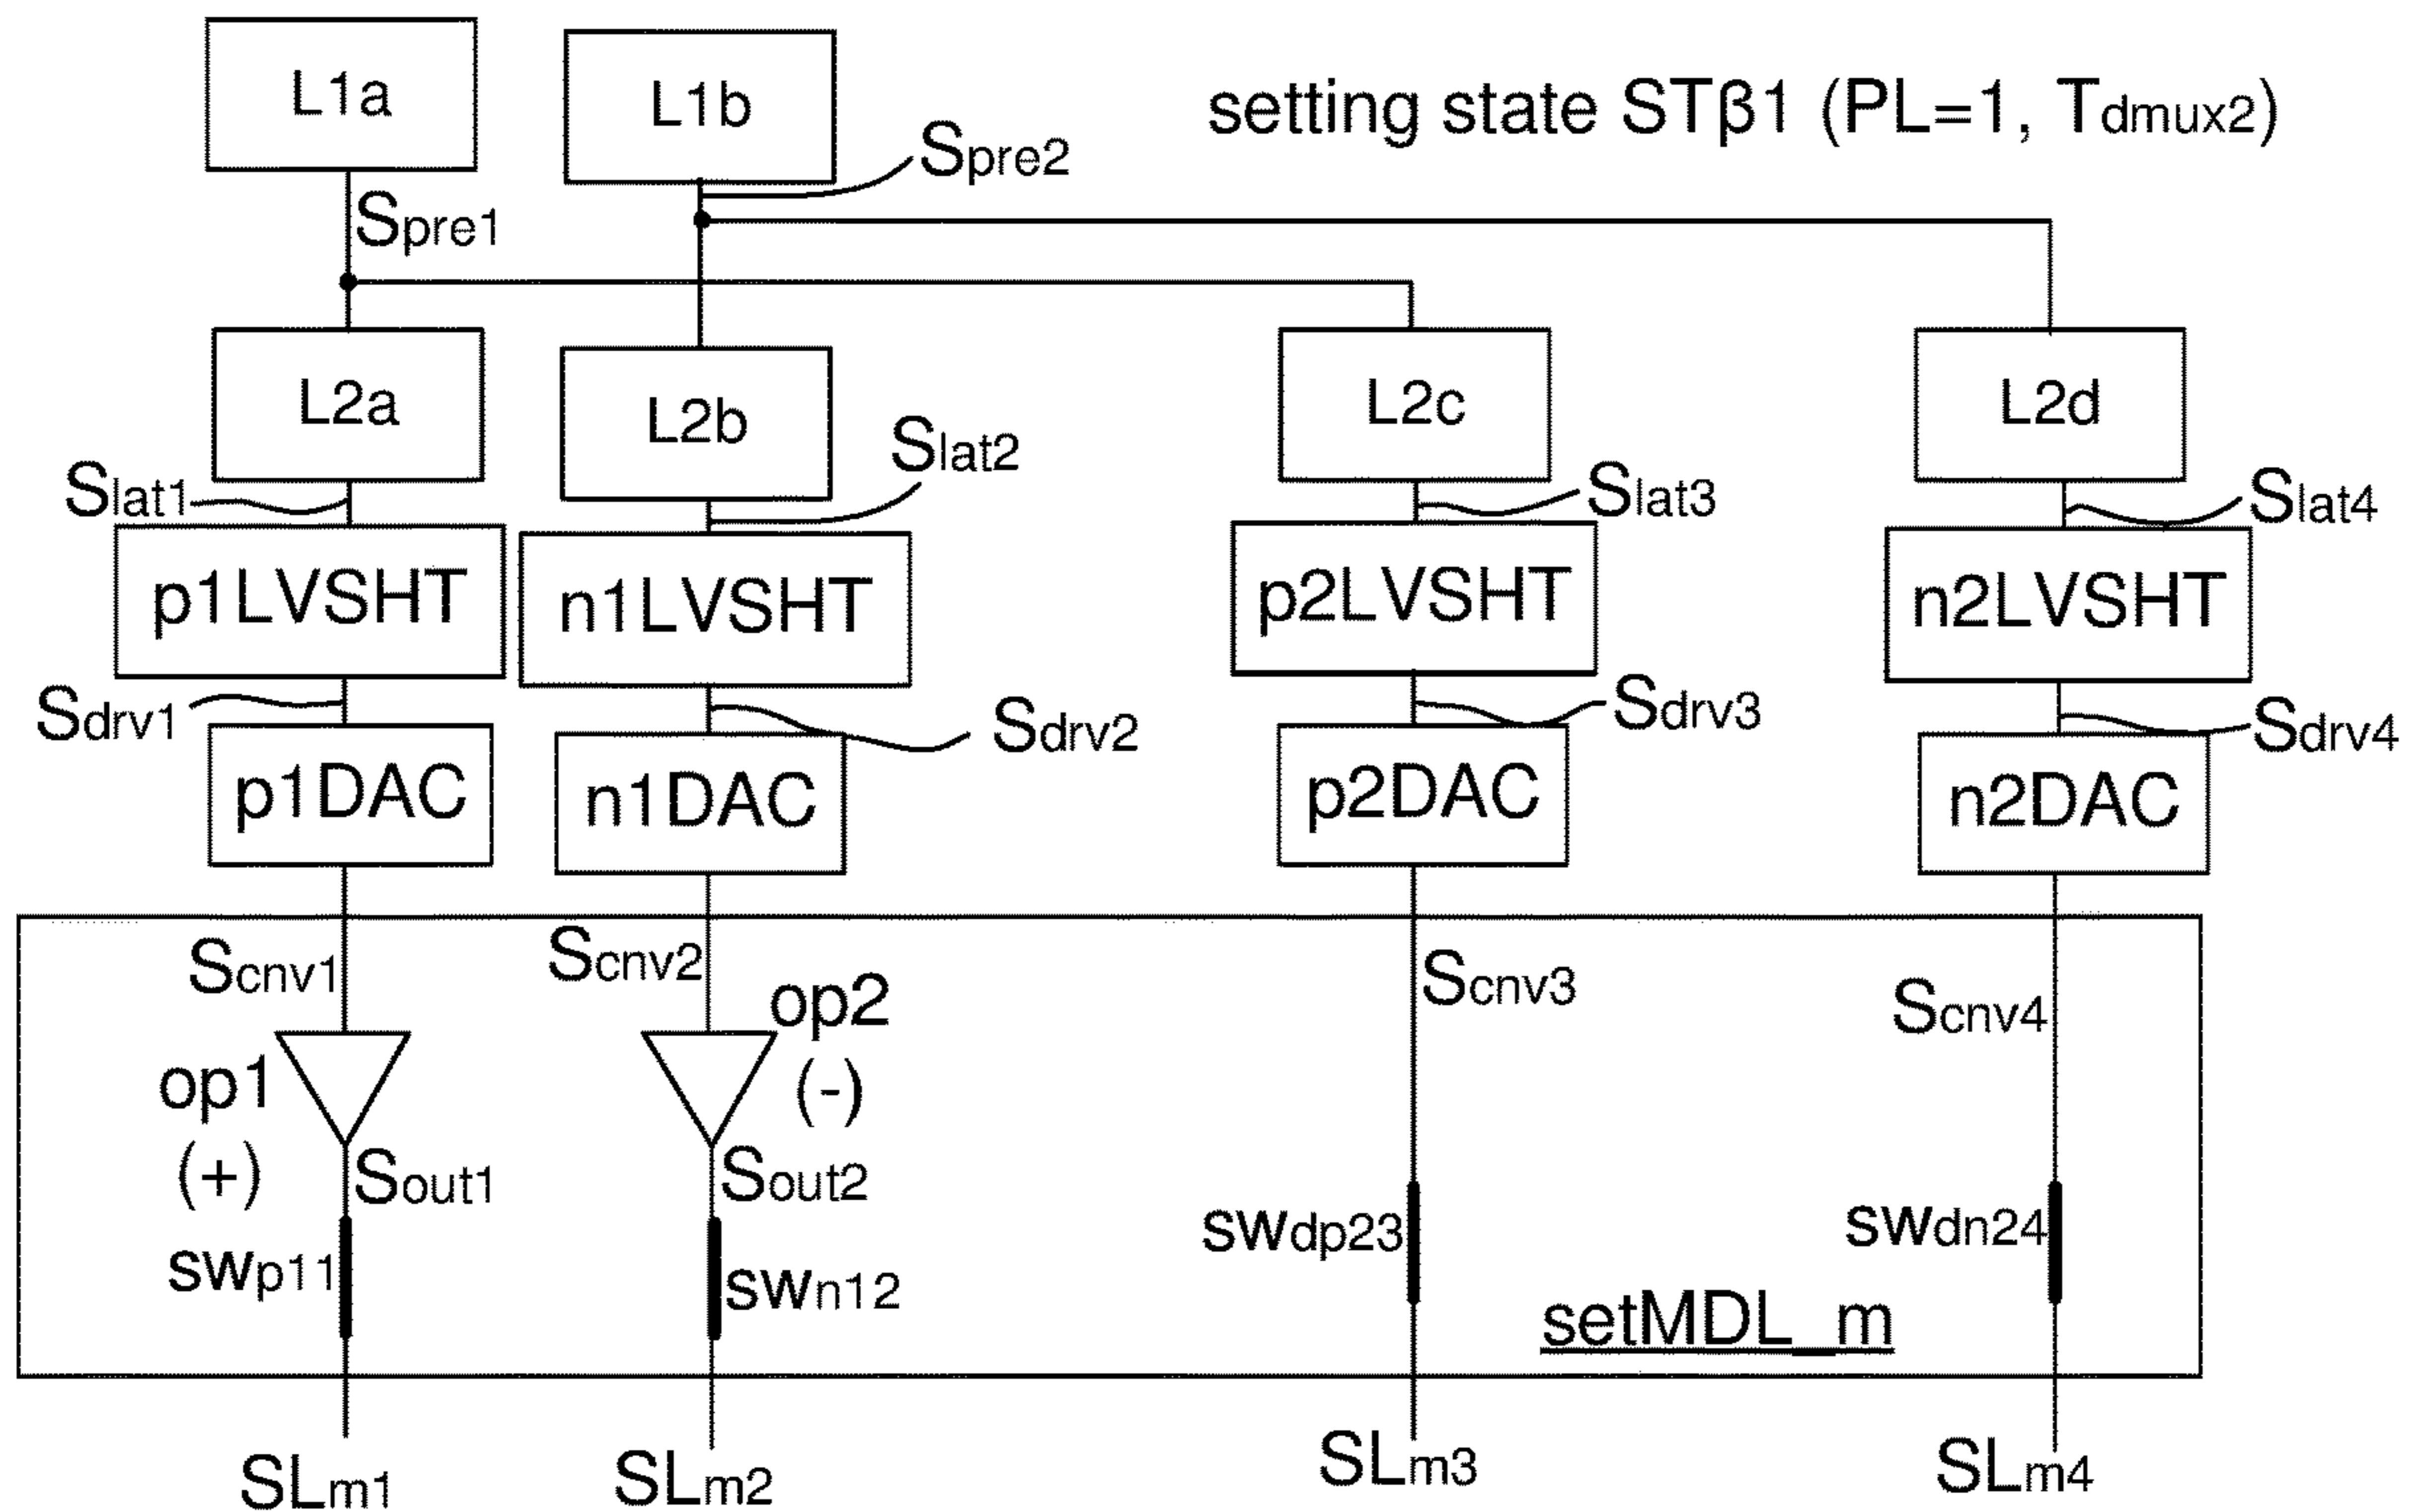 L1a
L1b
setting state STβ1 (PL=1, Tdmux2)
Spre2
Spre1
L2a
L2b
L2c
L2d
Slat1
Slat2
Slat3
Slat4
p1LVSHT
n1LVSHT
p2LVSHT
n2LVSHT
Sdrv1
Sdrv2
Sdrv3
Sdrv4
p1DAC
n1DAC
p2DAC
n2DAC
Scnv1
Scnv2
Scnv3
Scnv4
op1
(+)
op2
(-)
Sout1
Sout2
swp11
swn12
swdp23
swdn24
setMDL_m
SLm1
SLm2
SLm3
SLm4